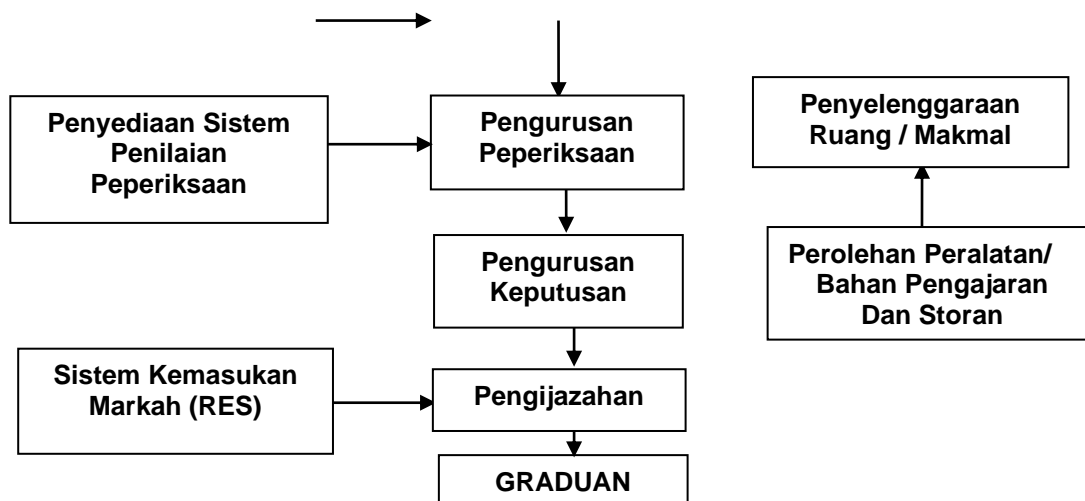 Penyediaan Sistem
Penilaian
Peperiksaan
Pengurusan
Peperiksaan
Penyelenggaraan
Ruang / Makmal
Pengurusan
Keputusan
Perolehan Peralatan/
Bahan Pengajaran
Dan Storan
Sistem Kemasukan
Markah (RES)
Pengijazahan
GRADUAN